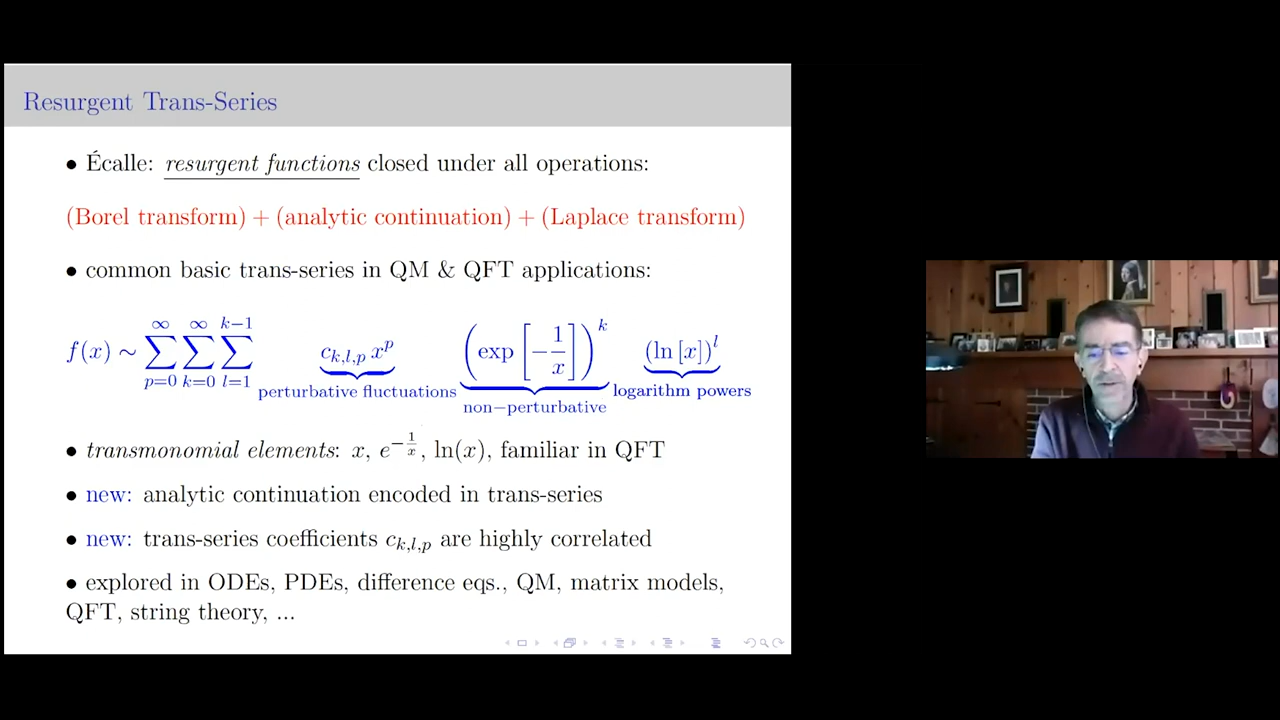 Resurgent Trans-Series
• Écalle: resurgent functions closed under all operations:
(Borel transform) + (analytic continuation) + (Laplace transform)
• common basic trans-series in QM & QFT applications:
f(x) ∼ ∑_{p=0}^{∞} ∑_{k=0}^{∞} ∑_{l=1}^{k−1} c_{k,l,p} x^p (exp [−1/x])^k (ln [x])^l
perturbative fluctuations non−perturbative logarithm powers
• transmonomial elements: x, e^{−1/x}, ln(x), familiar in QFT
• new: analytic continuation encoded in trans-series
• new: trans-series coefficients c_{k,l,p} are highly correlated
• explored in ODEs, PDEs, difference eqs., QM, matrix models,
QFT, string theory, ...